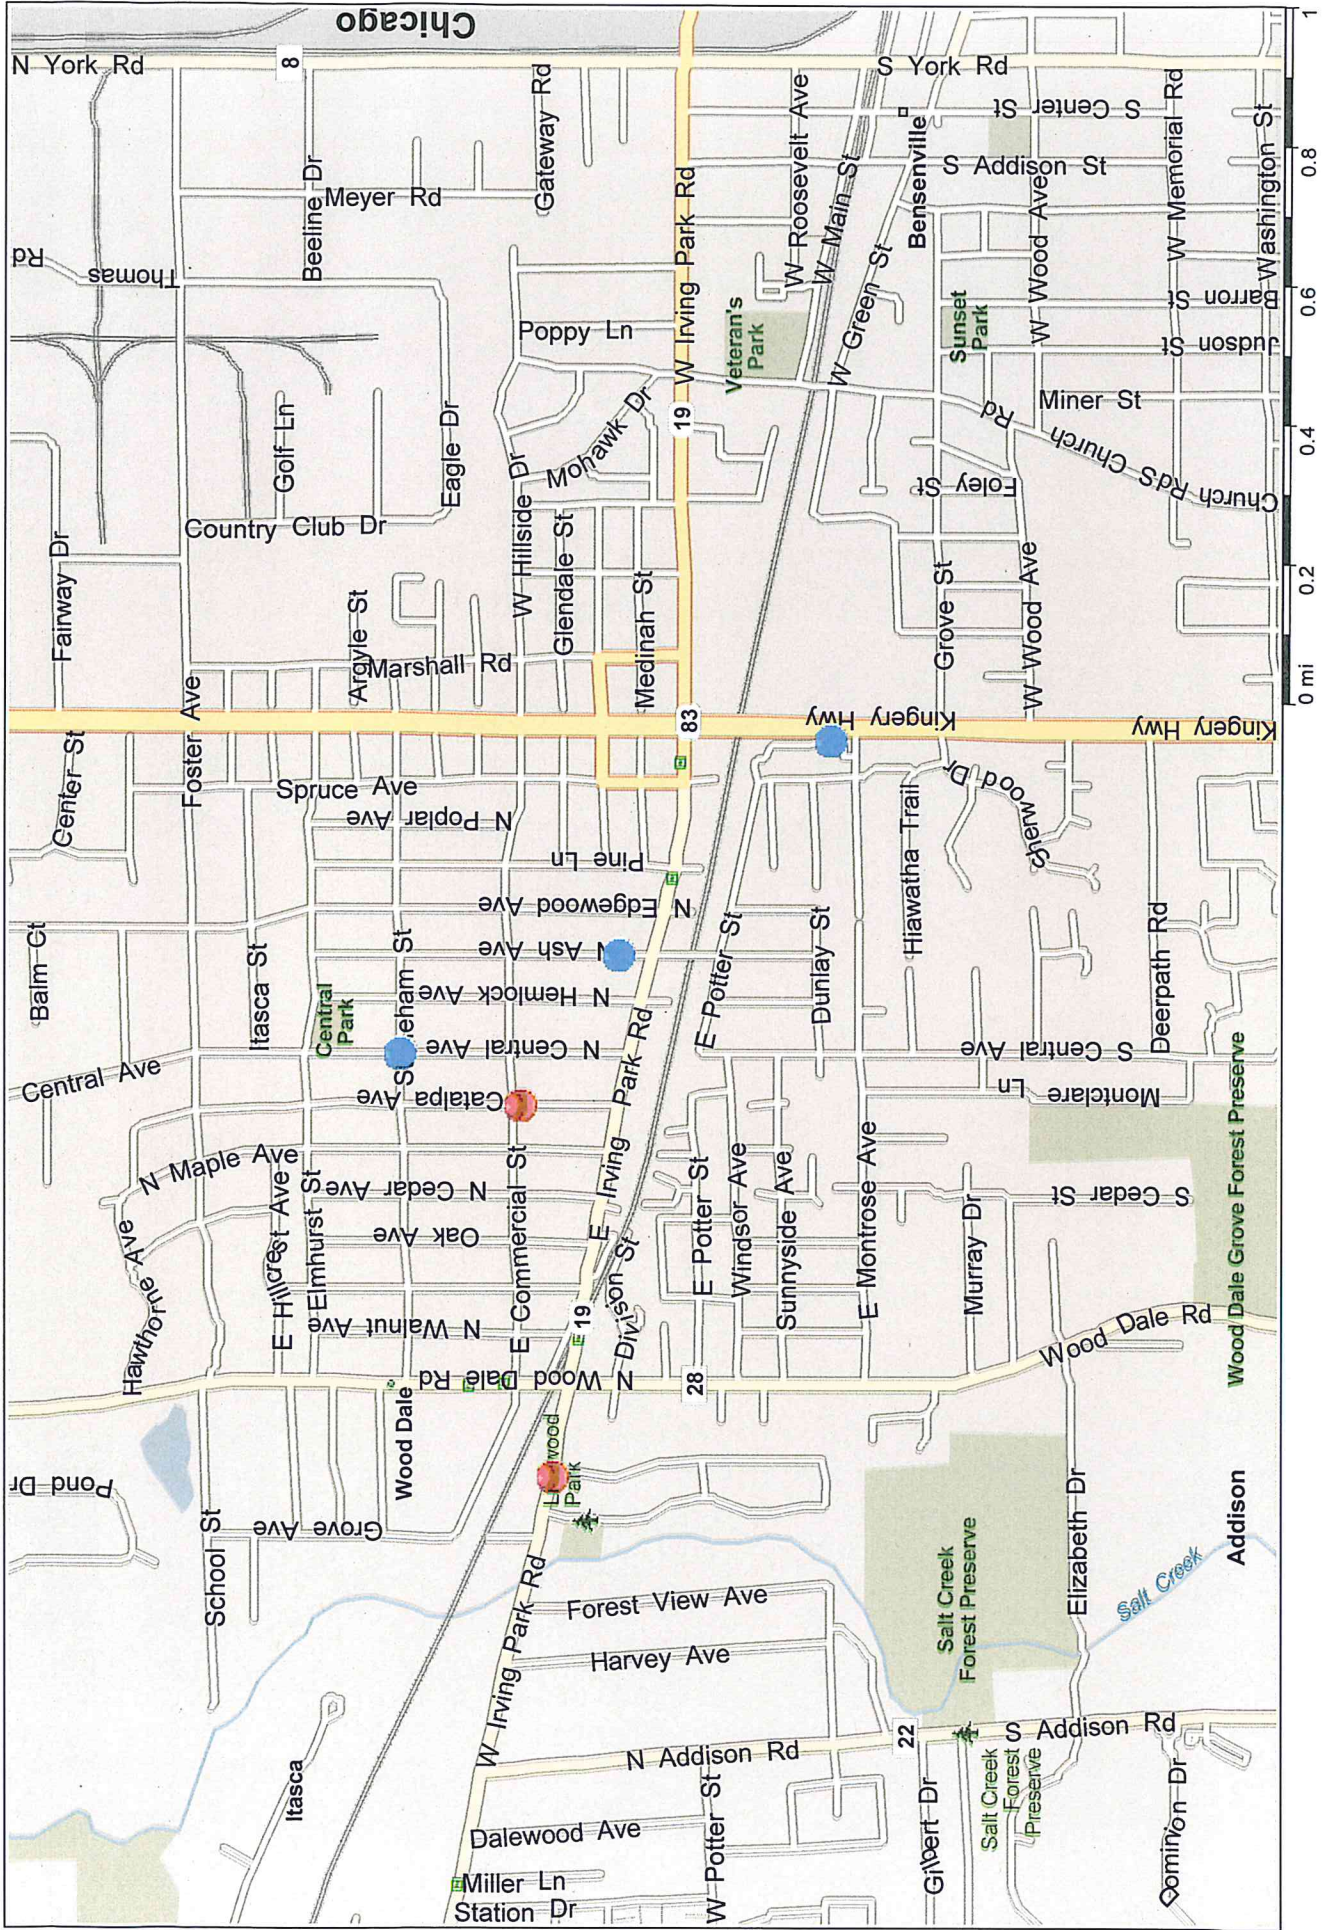 Chicago
N York Rd
8
S York Rd
Gateway Rd
W Roosevelt Ave
S Center St
W Memorial Rd
Washington St
Beeline Dr
Meyer Rd
W Main St
Bensenville
S Addison St
Thomas Rd
W Irving Park Rd
W Green St
W Wood Ave
Barron St
Poppy Ln
Veteran's
Park
Sunset
Park
Judson St
Golf Ln
Eagle Dr
Mohawk Dr
19
Miner St
Church Rd
S Church Rd
Church Rd
Foley St
Country Club Dr
W Hillside Dr
Glendale St
Fairway Dr
Argyle St
Marshall Rd
Medinah St
Grove St
W Wood Ave
Foster Ave
83
Kingery Hwy
Kingery Hwy
Center St
Spruce Ave
N Poplar Ave
Pine Ln
N Edgewood Ave
N Ash Ave
N Hemlock Ave
N Central Ave
Catalpa Ave
Hiawatha Trail
Sherwood Dr
Balm Ct
Itasca St
Central
Park
E Potter St
Dunlay St
Deerpath Rd
Central Ave
E Irving Park Rd
S Central Ave
Montclare Ln
N Maple Ave
N Cedar Ave
Oak Ave
N Walnut Ave
E Hillcrest Ave
Elmhurst St
E Commercial St
Hawthorne Ave
E Potter St
Windsor Ave
Sunnyside Ave
E Montrose Ave
Murray Dr
S Cedar St
Wood Dale Grove Forest Preserve
19
Division St
N Wood Dale Rd
28
Wood Dale Rd
Wood Dale
Pond Dr
School St
Grove Ave
Park
W Irving Park Rd
Forest View Ave
Harvey Ave
Salt Creek
Forest Preserve
Elizabeth Dr
Salt Creek
Addison
Itasca
N Addison Rd
22
S Addison Rd
Salt Creek
Forest
Preserve
Dalewood Ave
W Potter St
Gilbert Dr
Dominion Dr
Miller Ln
Station Dr
0 mi
0.2
0.4
0.6
0.8
1